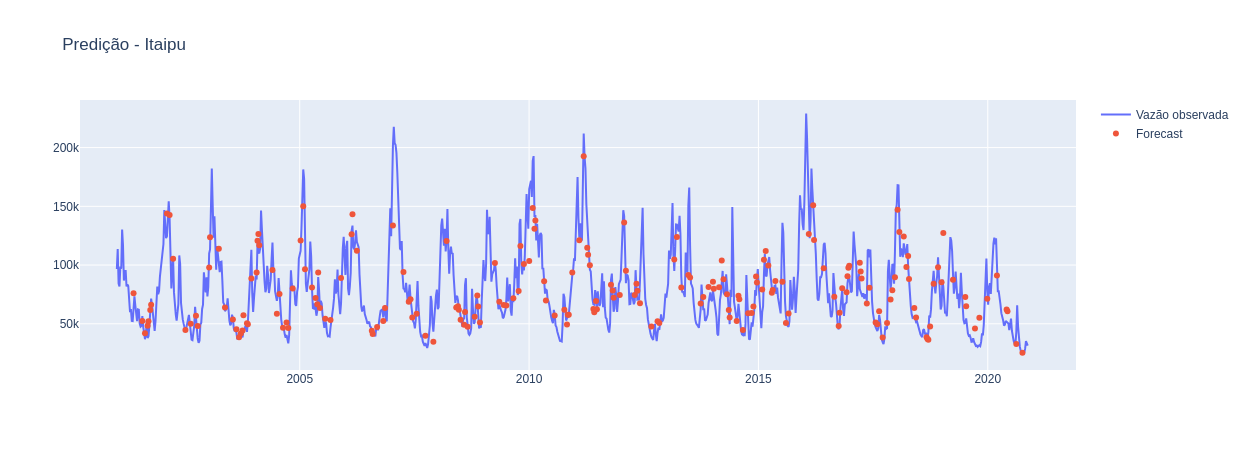 Predição - Itaipu
Vazão observada
Forecast
200k
150k
100k
50k
2005
2010
2015
2020